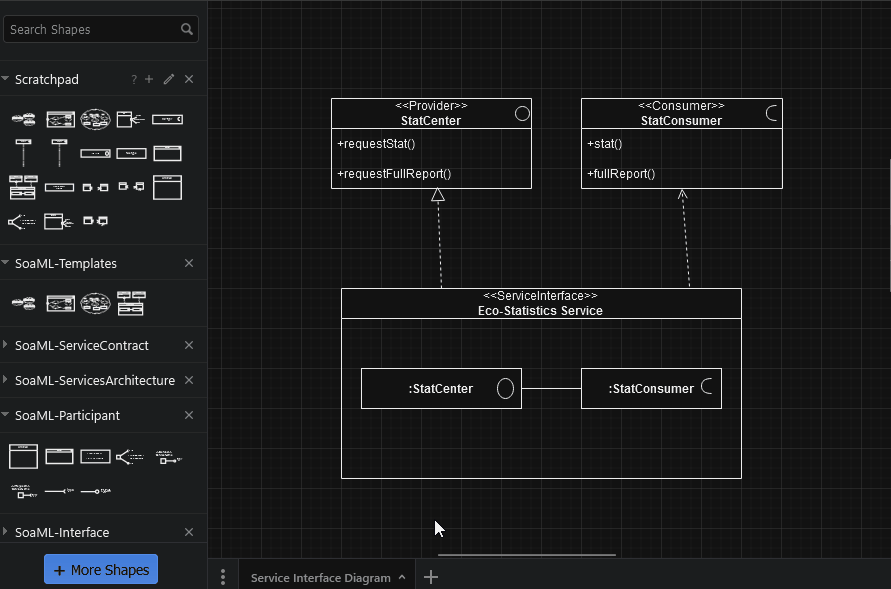 Search Shapes
Scratchpad
?
SoaML-Templates
SoaML-ServiceContract
SoaML-ServicesArchitecture
SoaML-Participant
SoaML-Interface
+ More Shapes
<<Provider>>
StatCenter
+requestStat()
+requestFullReport()
<<Consumer>>
StatConsumer
+stat()
+fullReport()
<<ServiceInterface>>
Eco-Statistics Service
:StatCenter
:StatConsumer
Service Interface Diagram